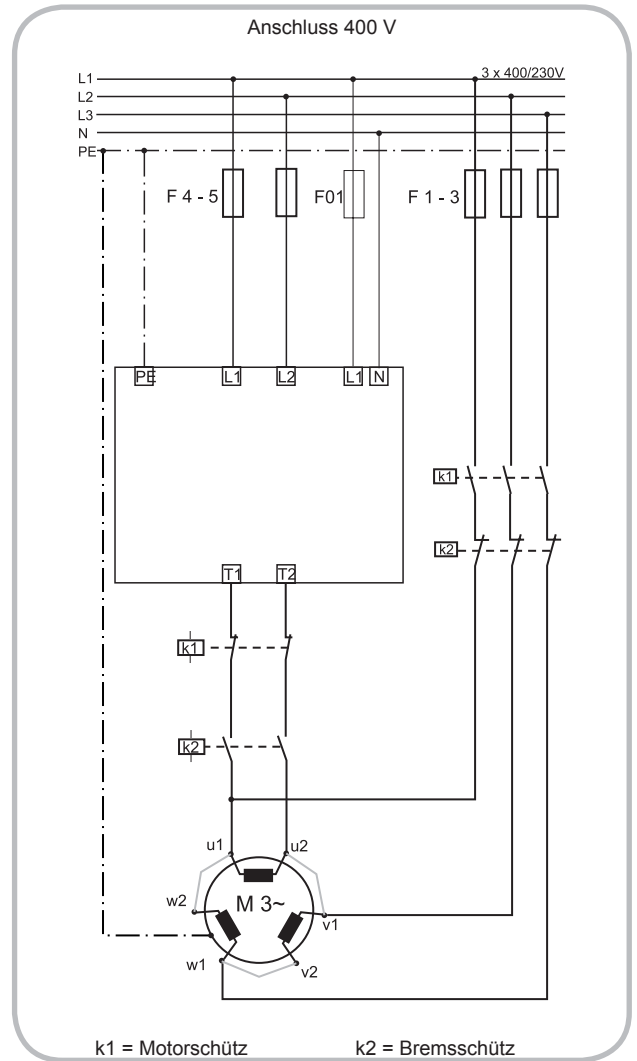 Anschluss 400 V
L1
3 x 400/230V
L2
L3
N
PE
F 4 - 5
F01
F 1 - 3
PE
L1
L2
L1
N
k1
k2
T1
T2
k1
k2
u1
u2
w2
M 3~
v1
w1
v2
k1 = Motorschütz
k2 = Bremsschütz